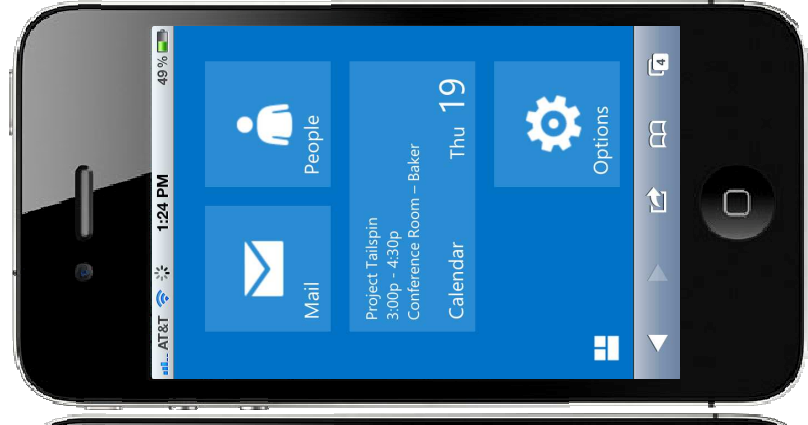 AT&T 1:24 PM 49%
Mail
People
Project Tailspin
3:00p - 4:30p
Conference Room – Baker
Calendar Thu 19
Options
4